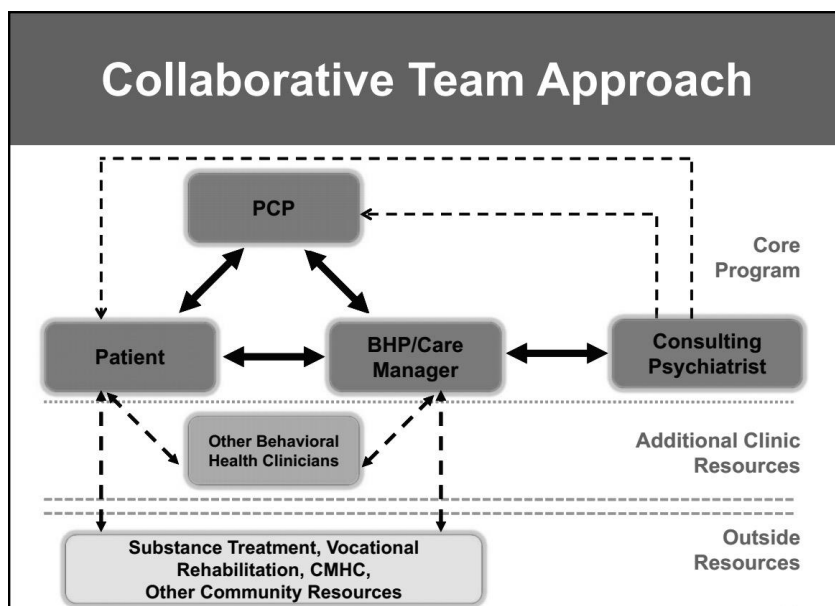 Collaborative Team Approach
PCP
Core
Program
Patient
BHP/Care
Manager
Consulting
Psychiatrist
Other Behavioral
Health Clinicians
Additional Clinic
Resources
Substance Treatment, Vocational
Rehabilitation, CMHC,
Other Community Resources
Outside
Resources